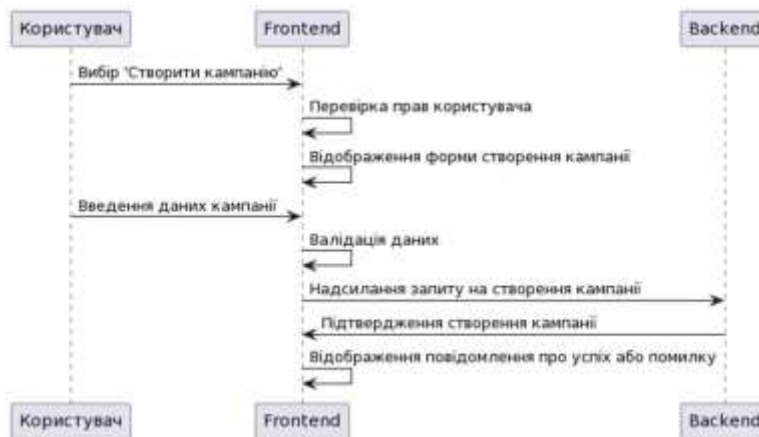 Користувач
Frontend
Backend
Вибір 'Створити кампанію'
Перевірка прав користувача
Відображення форми створення кампанії
Введення даних кампанії
Валідація даних
Надсилання запиту на створення кампанії
Підтвердження створення кампанії
Відображення повідомлення про успіх або помилку
Користувач
Frontend
Backend